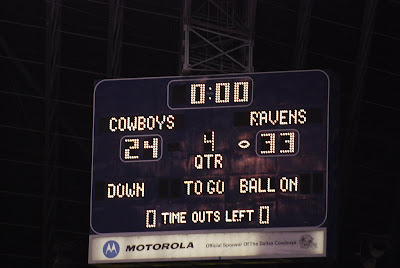 0:00
COWBOYS RAVENS
24 4 33
QTR
DOWN TO GO BALL ON
0 TIME OUTS LEFT 0
MOTOROLA Official Sponsor Of The Dallas Cowboys